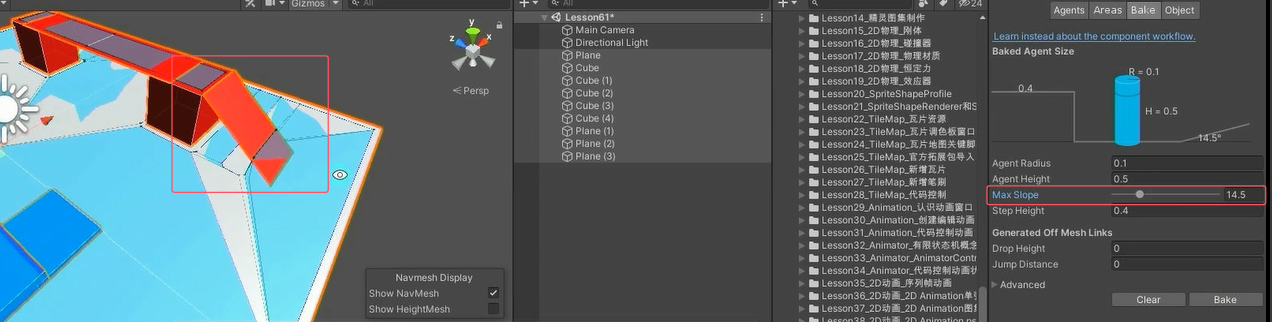 Gizmos
All
y
z
x
Persp
Navmesh Display
Show NavMesh
Show HeightMesh
All
Lesson61*
Main Camera
Directional Light
Plane
Cube
Cube (1)
Cube (2)
Cube (3)
Cube (4)
Plane (1)
Plane (2)
Plane (3)
24
Lesson14_精灵图集制作
Lesson15_2D物理_刚体
Lesson16_2D物理_碰撞器
Lesson17_2D物理_物理材质
Lesson18_2D物理_恒定力
Lesson19_2D物理_效应器
Lesson20_SpriteShapeProfile
Lesson21_SpriteShapeRenderer和S
Lesson22_TileMap_瓦片资源
Lesson23_TileMap_瓦片调色板窗口
Lesson24_TileMap_瓦片地图关键脚
Lesson25_TileMap_官方拓展包导入
Lesson26_TileMap_新增瓦片
Lesson27_TileMap_新增笔刷
Lesson28_TileMap_代码控制
Lesson29_Animation_认识动画窗口
Lesson30_Animation_创建编辑动画
Lesson31_Animation_代码控制动画
Lesson32_Animator_有限状态机概念
Lesson33_Animator_AnimatorContr
Lesson34_Animator_代码控制动画状
Lesson35_2D动画_序列帧动画
Lesson36_2D动画_2D Animation单
Lesson37_2D动画_2D Animation图
Lesson38_2D动画_2D Animation
Agents Areas Bake Object
Learn instead about the component workflow.
Baked Agent Size
R = 0.1
0.4
H = 0.5
14.5°
Agent Radius 0.1
Agent Height 0.5
Max Slope 14.5
Step Height 0.4
Generated Off Mesh Links
Drop Height 0
Jump Distance 0
Advanced
Clear Bake